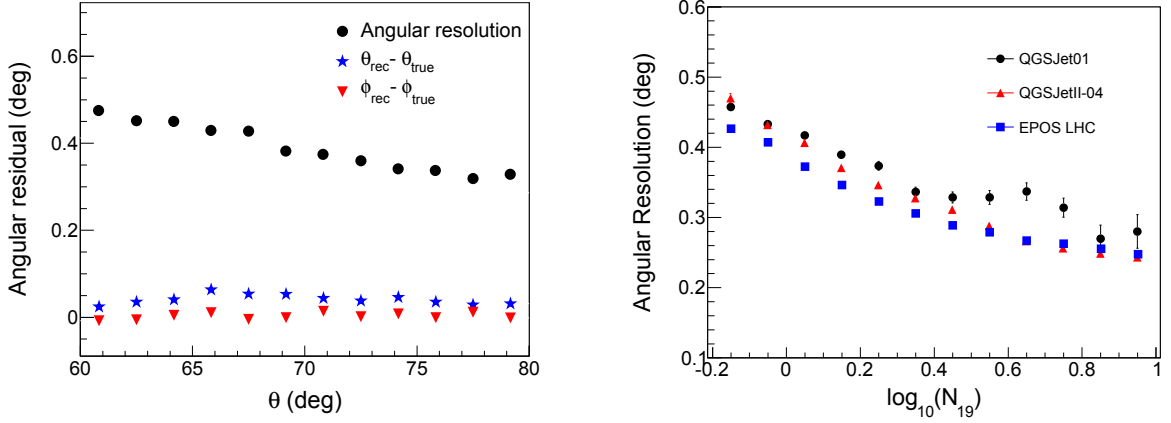 Angular residual (deg)
0.6
0.4
0.2
0
Angular resolution
θrec- θtrue
ϕrec- ϕtrue
60 65 70 75 80
θ (deg)
Angular Resolution (deg)
0.6
0.5
0.4
0.3
0.2
0.1
QGSJet01
QGSJetII-04
EPOS LHC
-0.2 0 0.2 0.4 0.6 0.8 1
log10(N19)